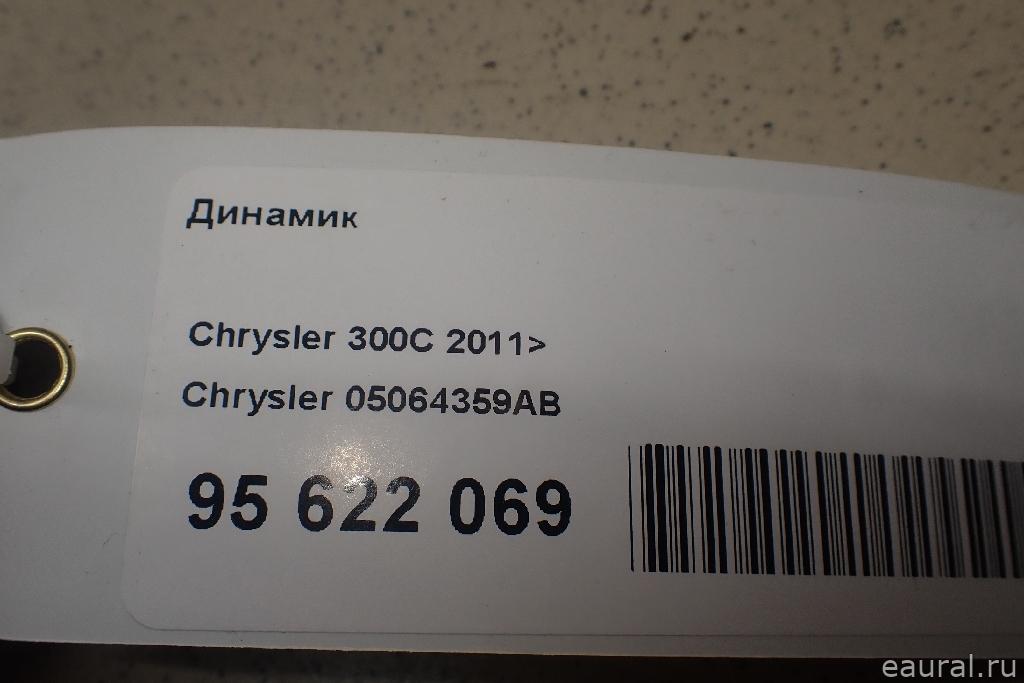 Динамик
Chrysler 300C 2011>
Chrysler 05064359AB
95 622 069
eaural.ru